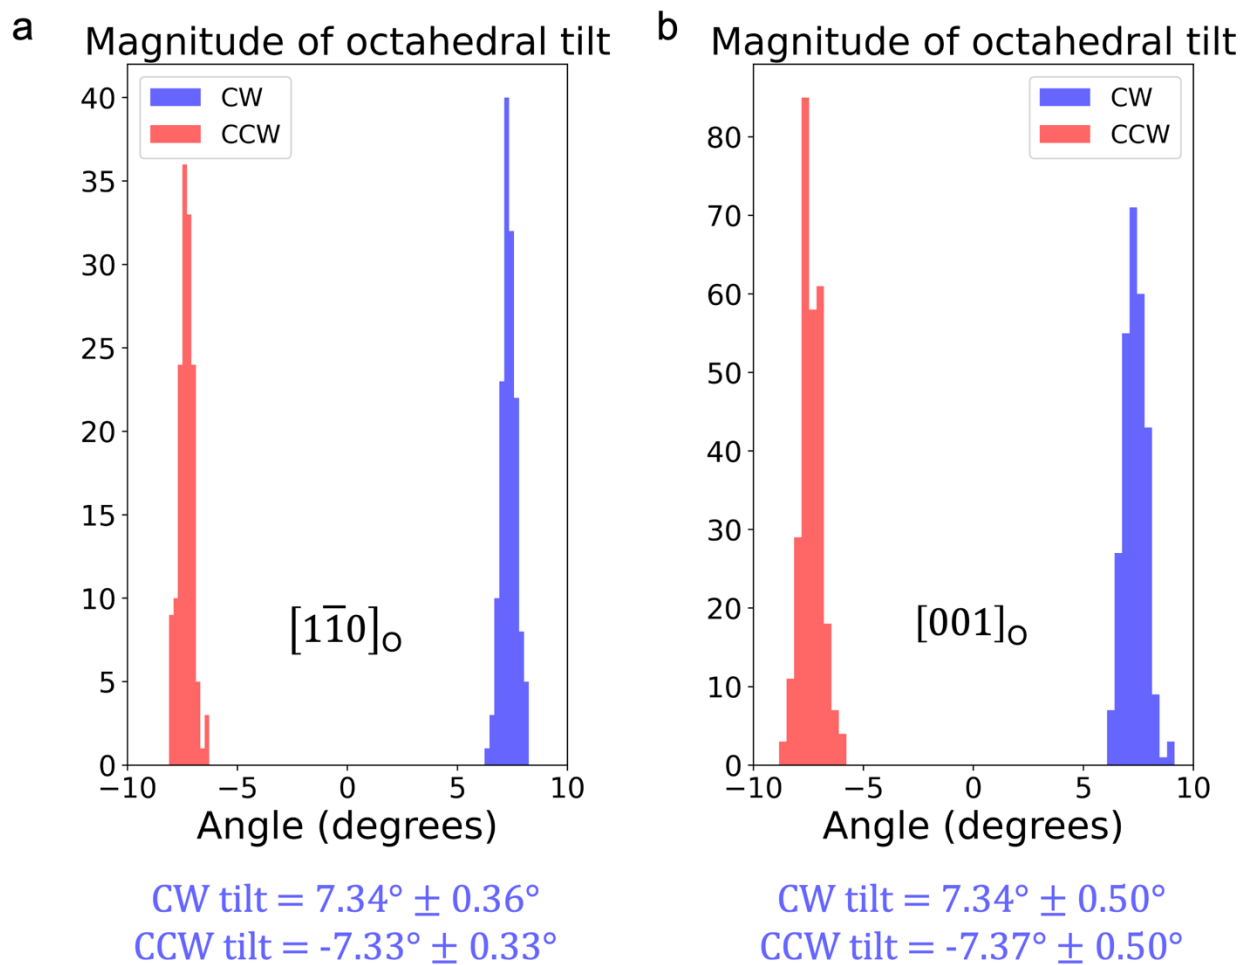 a
Magnitude of octahedral tilt
CW
CCW
40
35
30
25
20
15
10
5
0
[11̅0]O
−10
−5
0
5
10
Angle (degrees)
CW tilt = 7.34° ± 0.36°
CCW tilt = -7.33° ± 0.33°
b
Magnitude of octahedral tilt
CW
CCW
80
70
60
50
40
30
20
10
0
[001]O
−10
−5
0
5
10
Angle (degrees)
CW tilt = 7.34° ± 0.50°
CCW tilt = -7.37° ± 0.50°